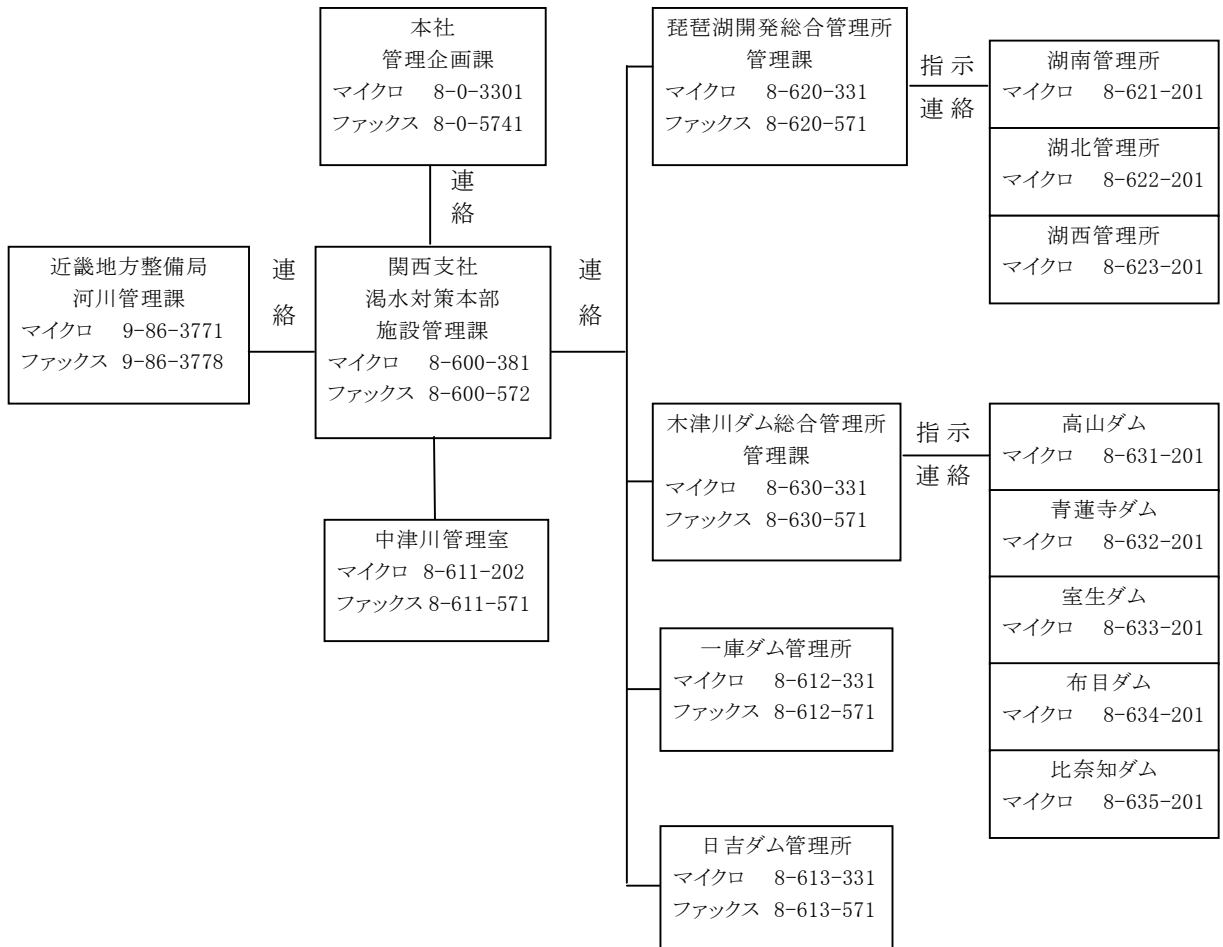 本社
管理企画課
マイクロ 8-0-3301
ファックス 8-0-5741
連
絡
近畿地方整備局
河川管理課
マイクロ 9-86-3771
ファックス 9-86-3778
連
絡
関西支社
渇水対策本部
施設管理課
マイクロ 8-600-381
ファックス 8-600-572
連
絡
中津川管理室
マイクロ 8-611-202
ファックス 8-611-571
琵琶湖開発総合管理所
管理課
マイクロ 8-620-331
ファックス 8-620-571
指示
連絡
湖南管理所
マイクロ 8-621-201
湖北管理所
マイクロ 8-622-201
湖西管理所
マイクロ 8-623-201
木津川ダム総合管理所
管理課
マイクロ 8-630-331
ファックス 8-630-571
指示
連絡
高山ダム
マイクロ 8-631-201
青蓮寺ダム
マイクロ 8-632-201
室生ダム
マイクロ 8-633-201
布目ダム
マイクロ 8-634-201
比奈知ダム
マイクロ 8-635-201
一庫ダム管理所
マイクロ 8-612-331
ファックス 8-612-571
日吉ダム管理所
マイクロ 8-613-331
ファックス 8-613-571